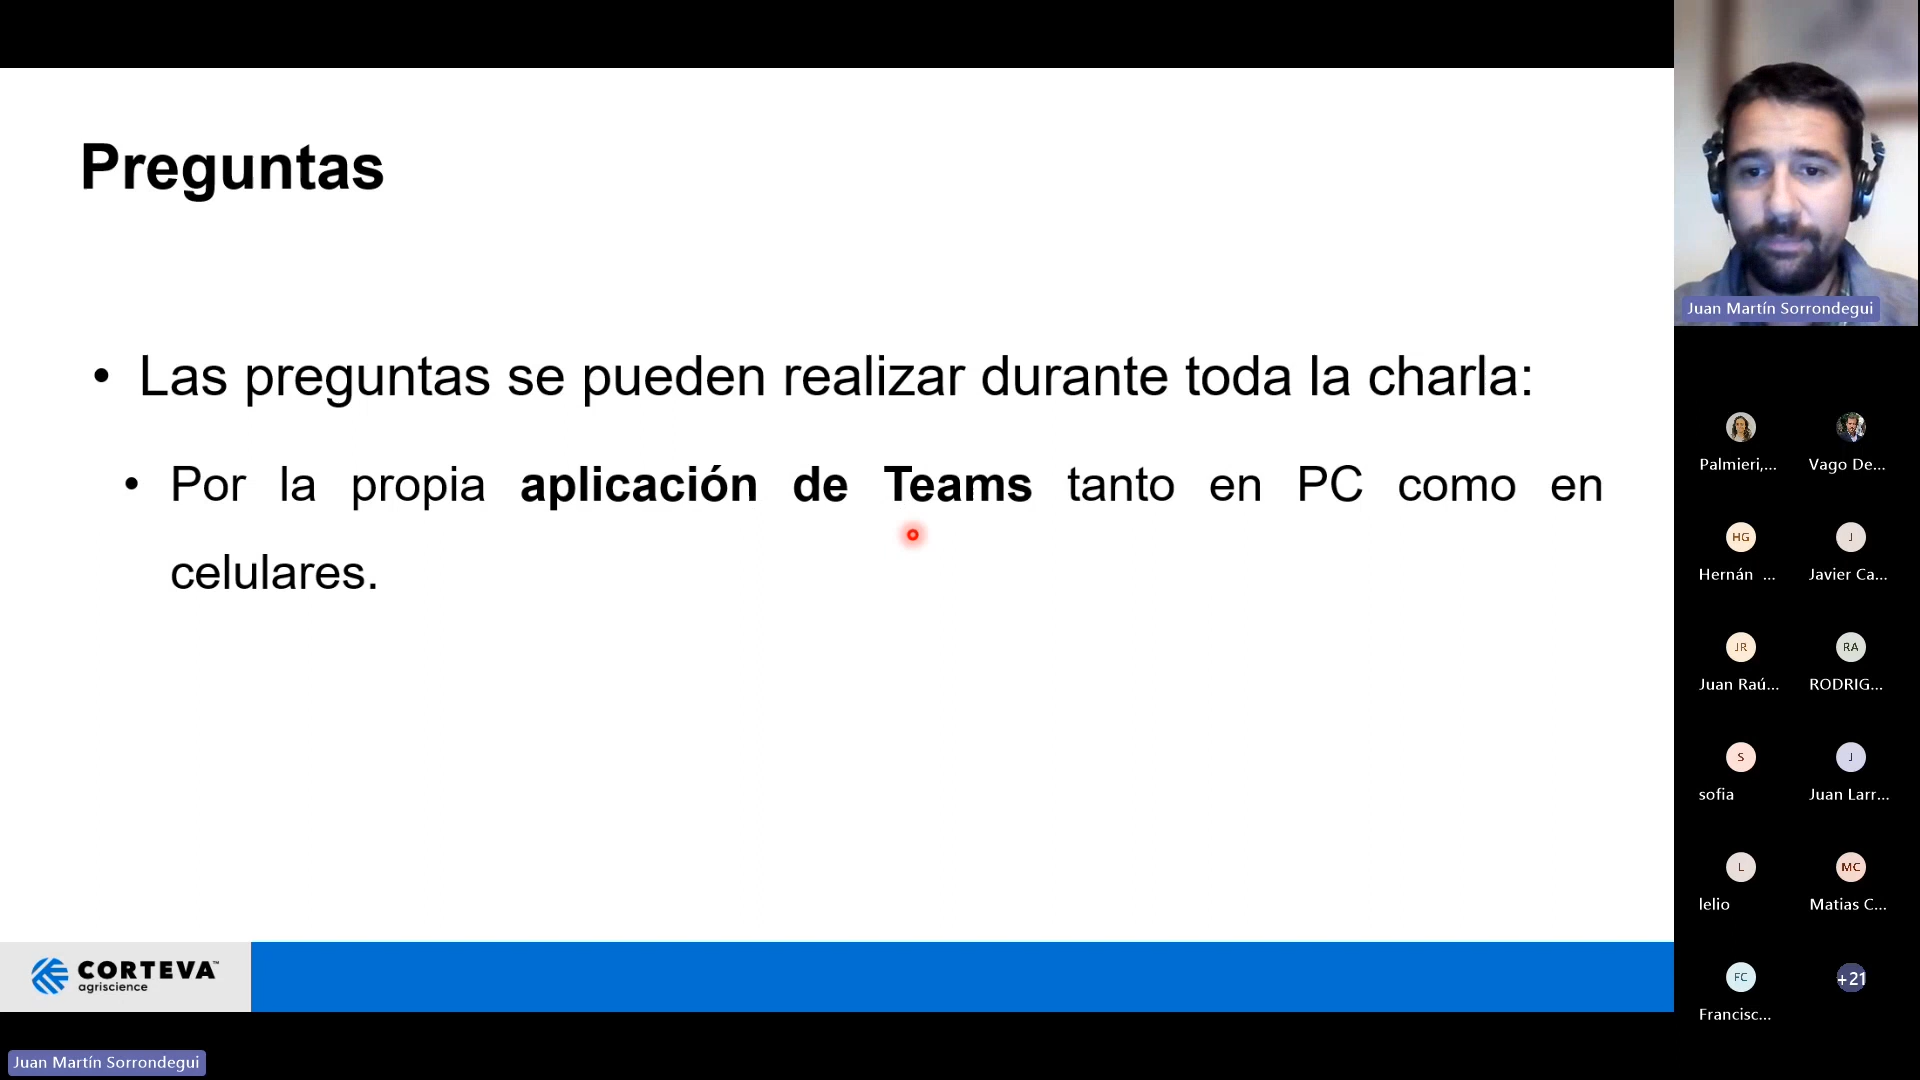 Preguntas
• Las preguntas se pueden realizar durante toda la charla:
• Por la propia aplicación de Teams tanto en PC como en
celulares.
CORTEVA™
agriscience
Juan Martín Sorrondegui
Juan Martín Sorrondegui
Palmieri,... Vago De...
HG J
Hernán ... Javier Ca...
JR RA
Juan Raú... RODRIG...
S J
sofia Juan Larr...
L MC
lelio Matias C...
FC +21
Francisc...